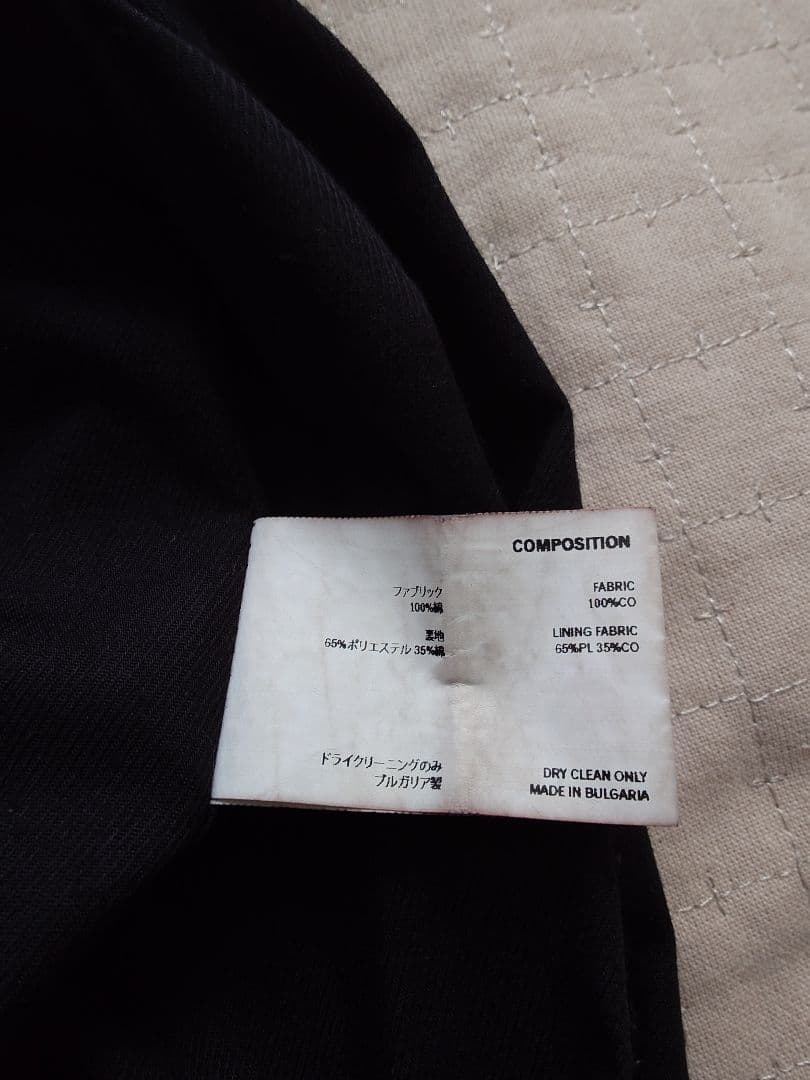 COMPOSITION
ファブリック
100%綿
裏地
65%ポリエステル 35%綿
ドライクリーニングのみ
ブルガリア製
FABRIC
100%CO
LINING FABRIC
65%PL 35%CO
DRY CLEAN ONLY
MADE IN BULGARIA